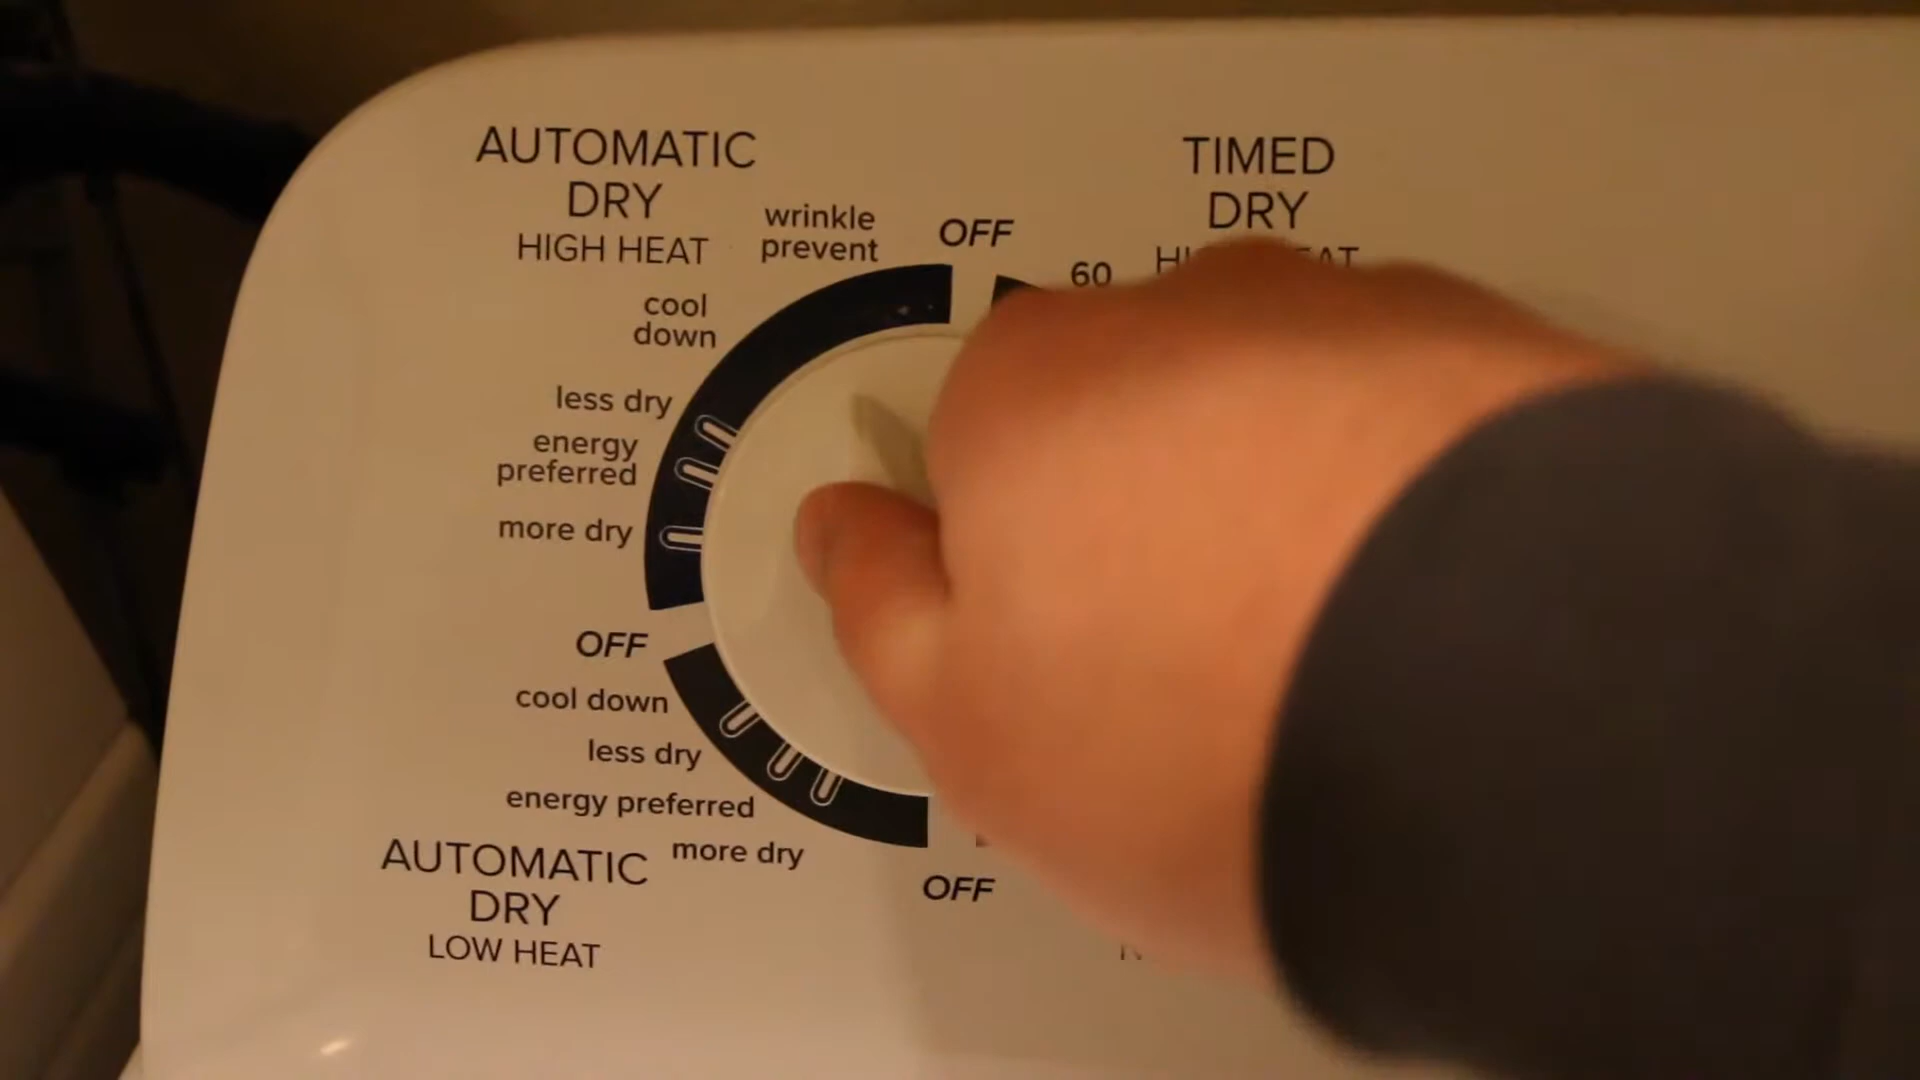 AUTOMATIC
DRY
HIGH HEAT
wrinkle
prevent
OFF
cool
down
less dry
energy
preferred
more dry
OFF
cool down
less dry
energy preferred
more dry
AUTOMATIC
DRY
LOW HEAT
OFF
TIMED
DRY
60